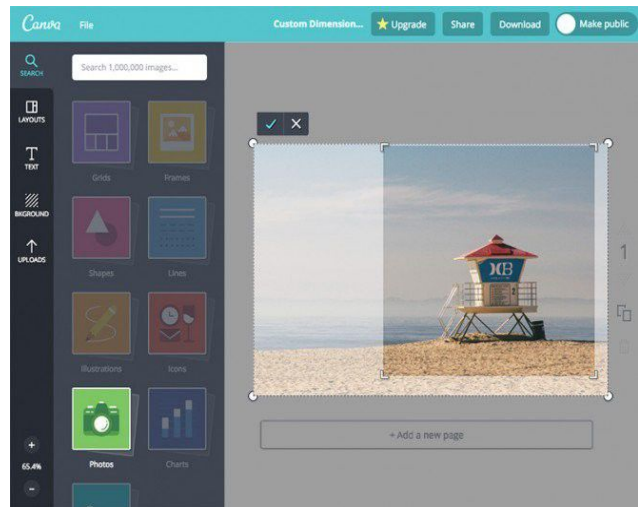 Canva
File
Custom Dimension...
Upgrade
Share
Download
Make public
SEARCH
Search 1,000,000 images...
LAYOUTS
TEXT
BKGROUND
UPLOADS
Grids
Frames
Shapes
Lines
Illustrations
Icons
Photos
Charts
1
+ Add a new page
+
65.4%
-